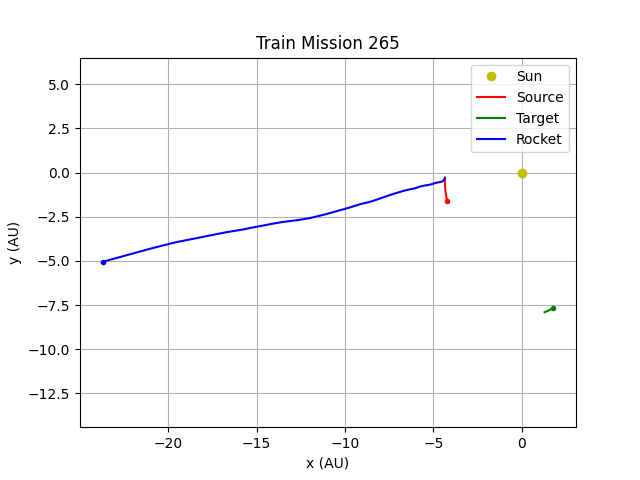 Train Mission 265
Sun
Source
Target
Rocket
5.0
2.5
0.0
−2.5
−5.0
−7.5
−10.0
−12.5
y (AU)
−20
−15
−10
−5
0
x (AU)